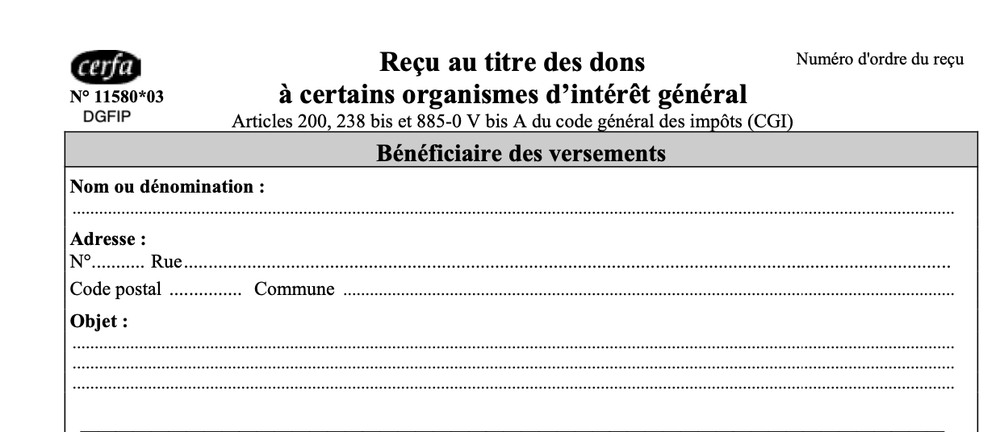 cerfa
N° 11580*03
DGFIP
Reçu au titre des dons
à certains organismes d’intérêt général
Articles 200, 238 bis et 885-0 V bis A du code général des impôts (CGI)
Numéro d'ordre du reçu
Bénéficiaire des versements
Nom ou dénomination :
Adresse :
N°.......... Rue..........
Code postal .......... Commune ..........
Objet :